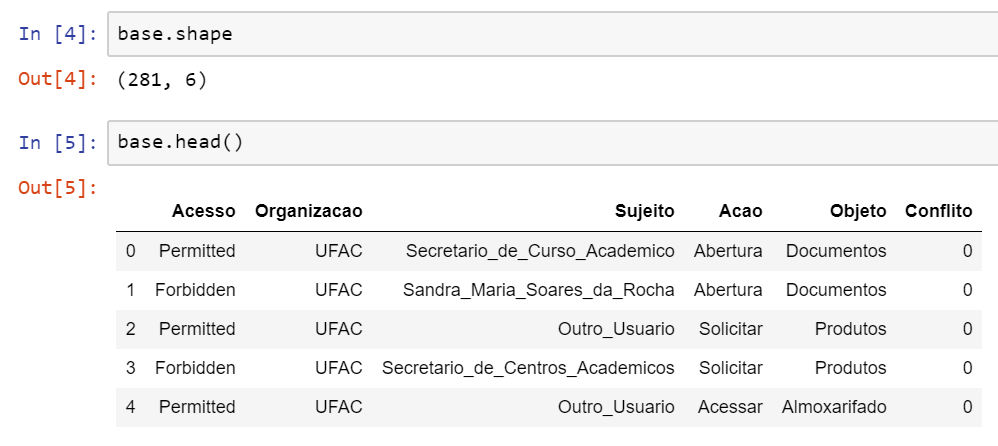 In [4]: base.shape
Out[4]: (281, 6)
In [5]: base.head()
Out[5]:
Acesso Organizacao Sujeito Acao Objeto Conflito
0 Permitted UFAC Secretario_de_Curso_Academico Abertura Documentos 0
1 Forbidden UFAC Sandra_Maria_Soares_da_Rocha Abertura Documentos 0
2 Permitted UFAC Outro_Usuario Solicitar Produtos 0
3 Forbidden UFAC Secretario_de_Centros_Academicos Solicitar Produtos 0
4 Permitted UFAC Outro_Usuario Acessar Almoxarifado 0